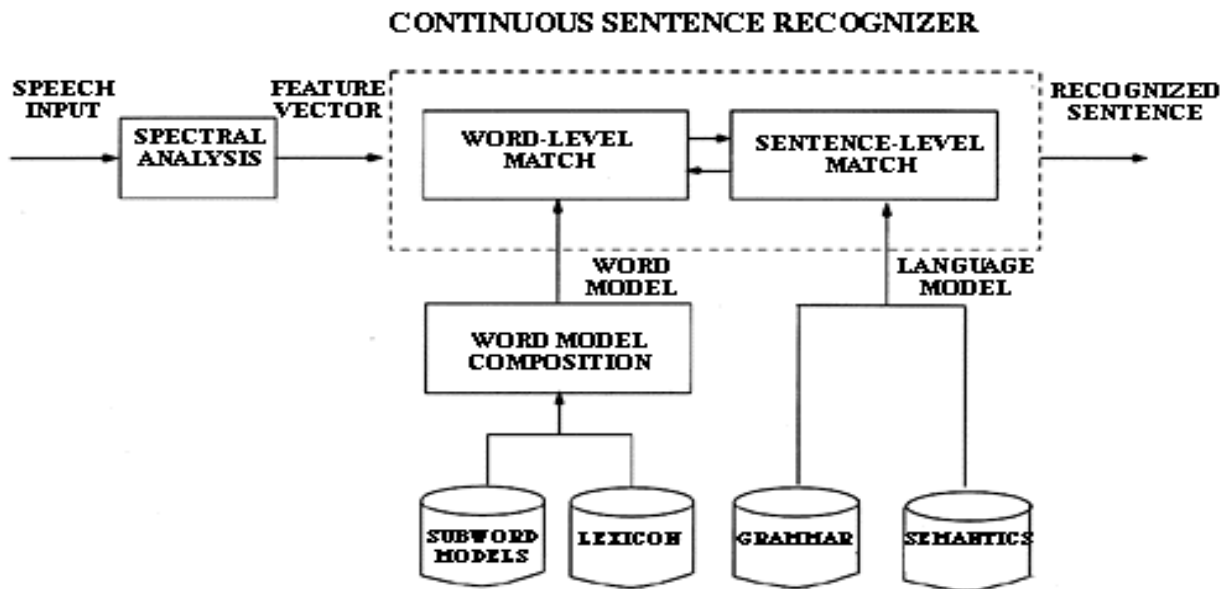 CONTINUOUS SENTENCE RECOGNIZER
SPEECH
INPUT
SPECTRAL
ANALYSIS
FEATURE
VECTOR
WORD-LEVEL
MATCH
SENTENCE-LEVEL
MATCH
RECOGNIZED
SENTENCE
WORD
MODEL
LANGUAGE
MODEL
WORD MODEL
COMPOSITION
SUBWORD
MODELS
LEXICON
GRAMMAR
SEMANTICS